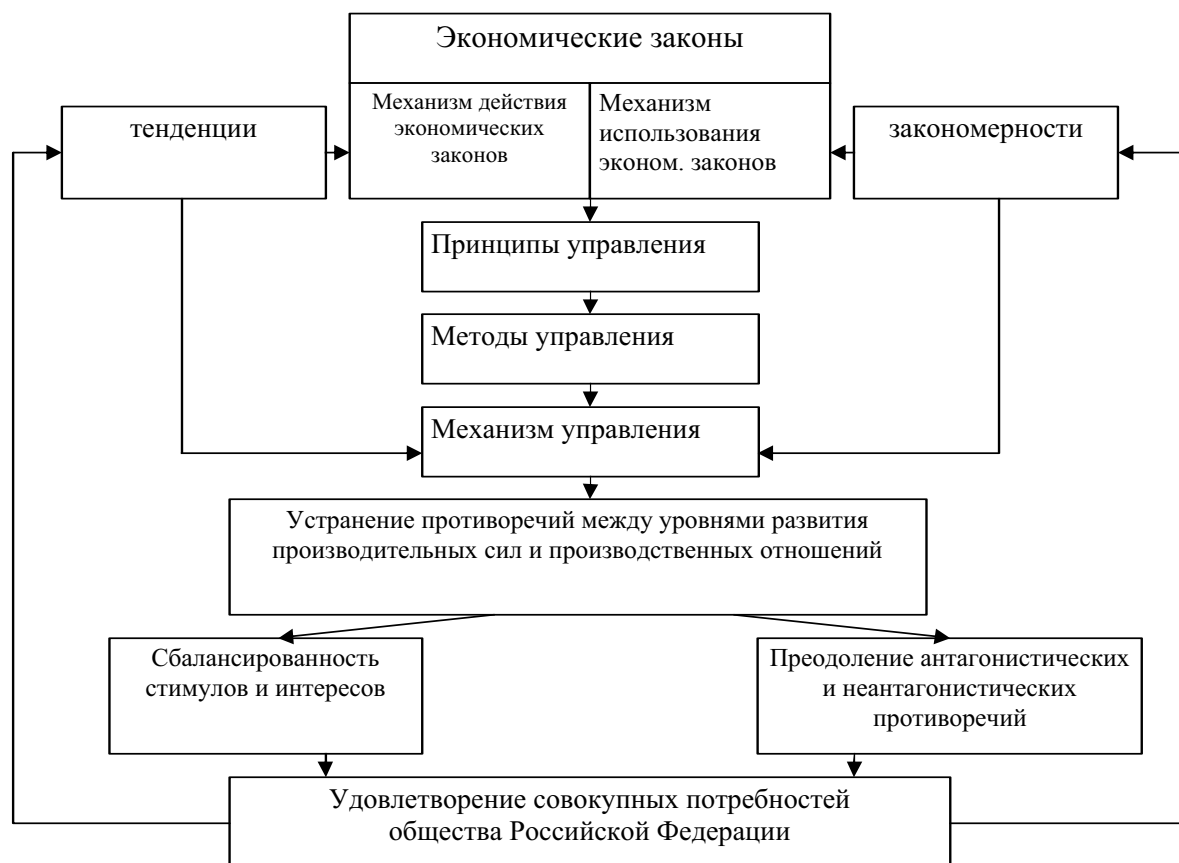 Экономические законы
тенденции
Механизм действия
экономических
законов
Механизм
использования
эконом. законов
закономерности
Принципы управления
Методы управления
Механизм управления
Устранение противоречий между уровнями развития
производительных сил и производственных отношений
Сбалансированность
стимулов и интересов
Преодоление антагонистических
и неантагонистических
противоречий
Удовлетворение совокупных потребностей
общества Российской Федерации